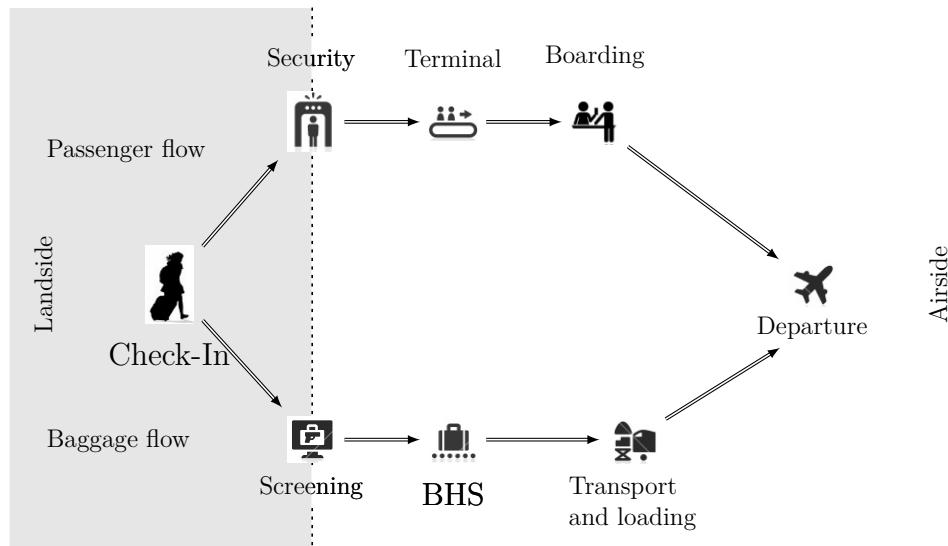 Security
Terminal
Boarding
Passenger flow
Landside
Airside
Departure
Check-In
Baggage flow
Screening
BHS
Transport
and loading